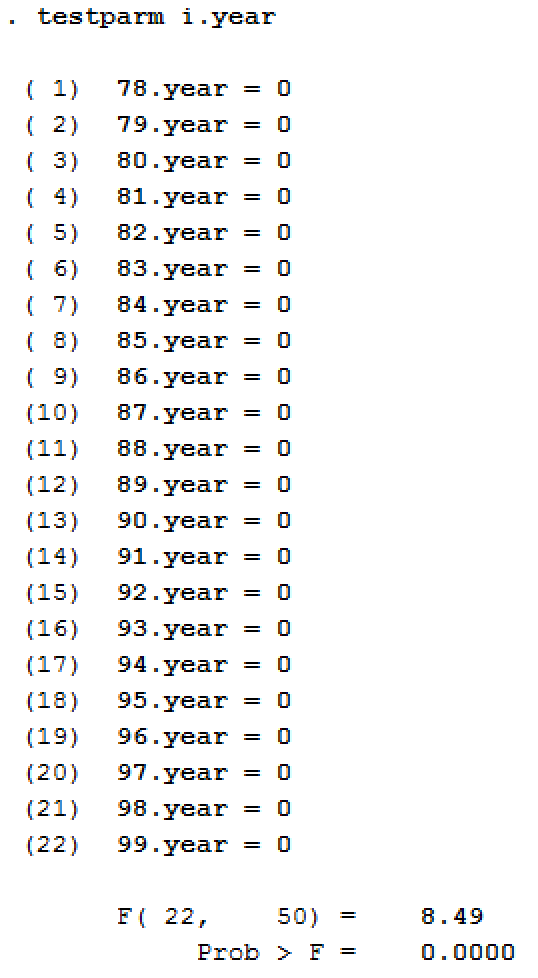 . testparm i.year
( 1) 78.year = 0
( 2) 79.year = 0
( 3) 80.year = 0
( 4) 81.year = 0
( 5) 82.year = 0
( 6) 83.year = 0
( 7) 84.year = 0
( 8) 85.year = 0
( 9) 86.year = 0
(10) 87.year = 0
(11) 88.year = 0
(12) 89.year = 0
(13) 90.year = 0
(14) 91.year = 0
(15) 92.year = 0
(16) 93.year = 0
(17) 94.year = 0
(18) 95.year = 0
(19) 96.year = 0
(20) 97.year = 0
(21) 98.year = 0
(22) 99.year = 0
F( 22, 50) = 8.49
Prob > F = 0.0000